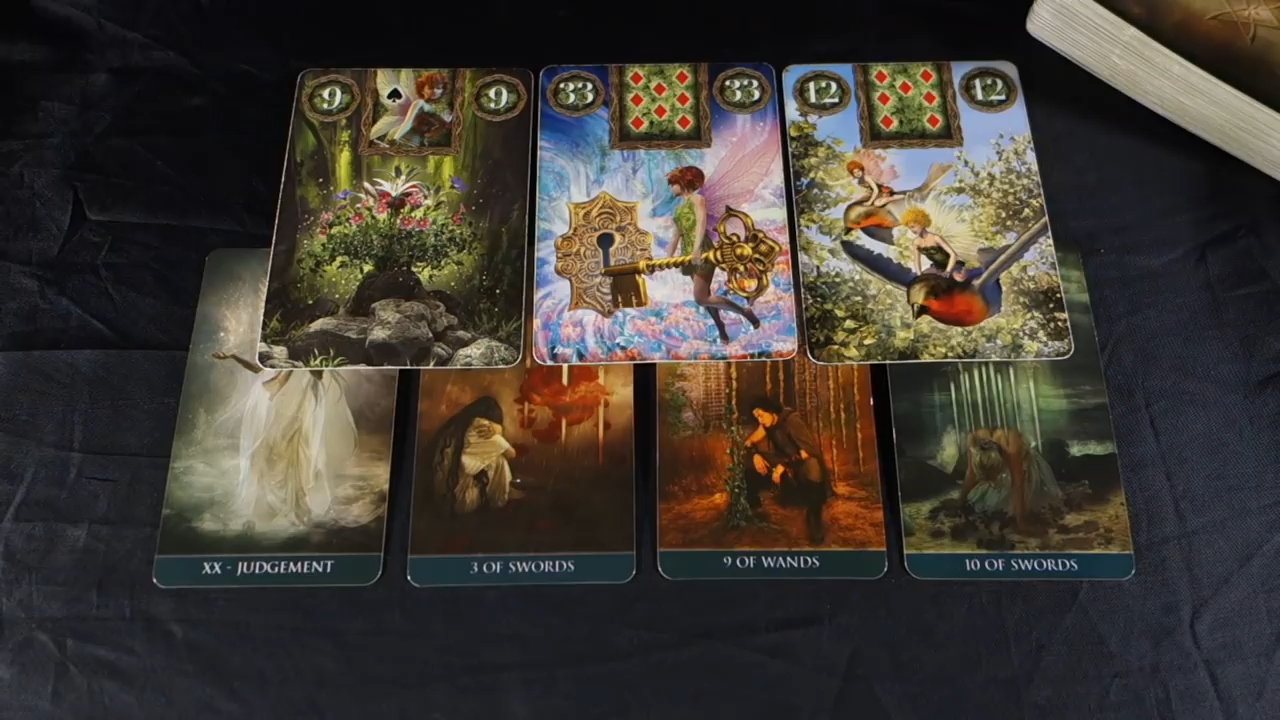 9 9
33 33
12 12
XX - JUDGEMENT
3 OF SWORDS
9 OF WANDS
10 OF SWORDS